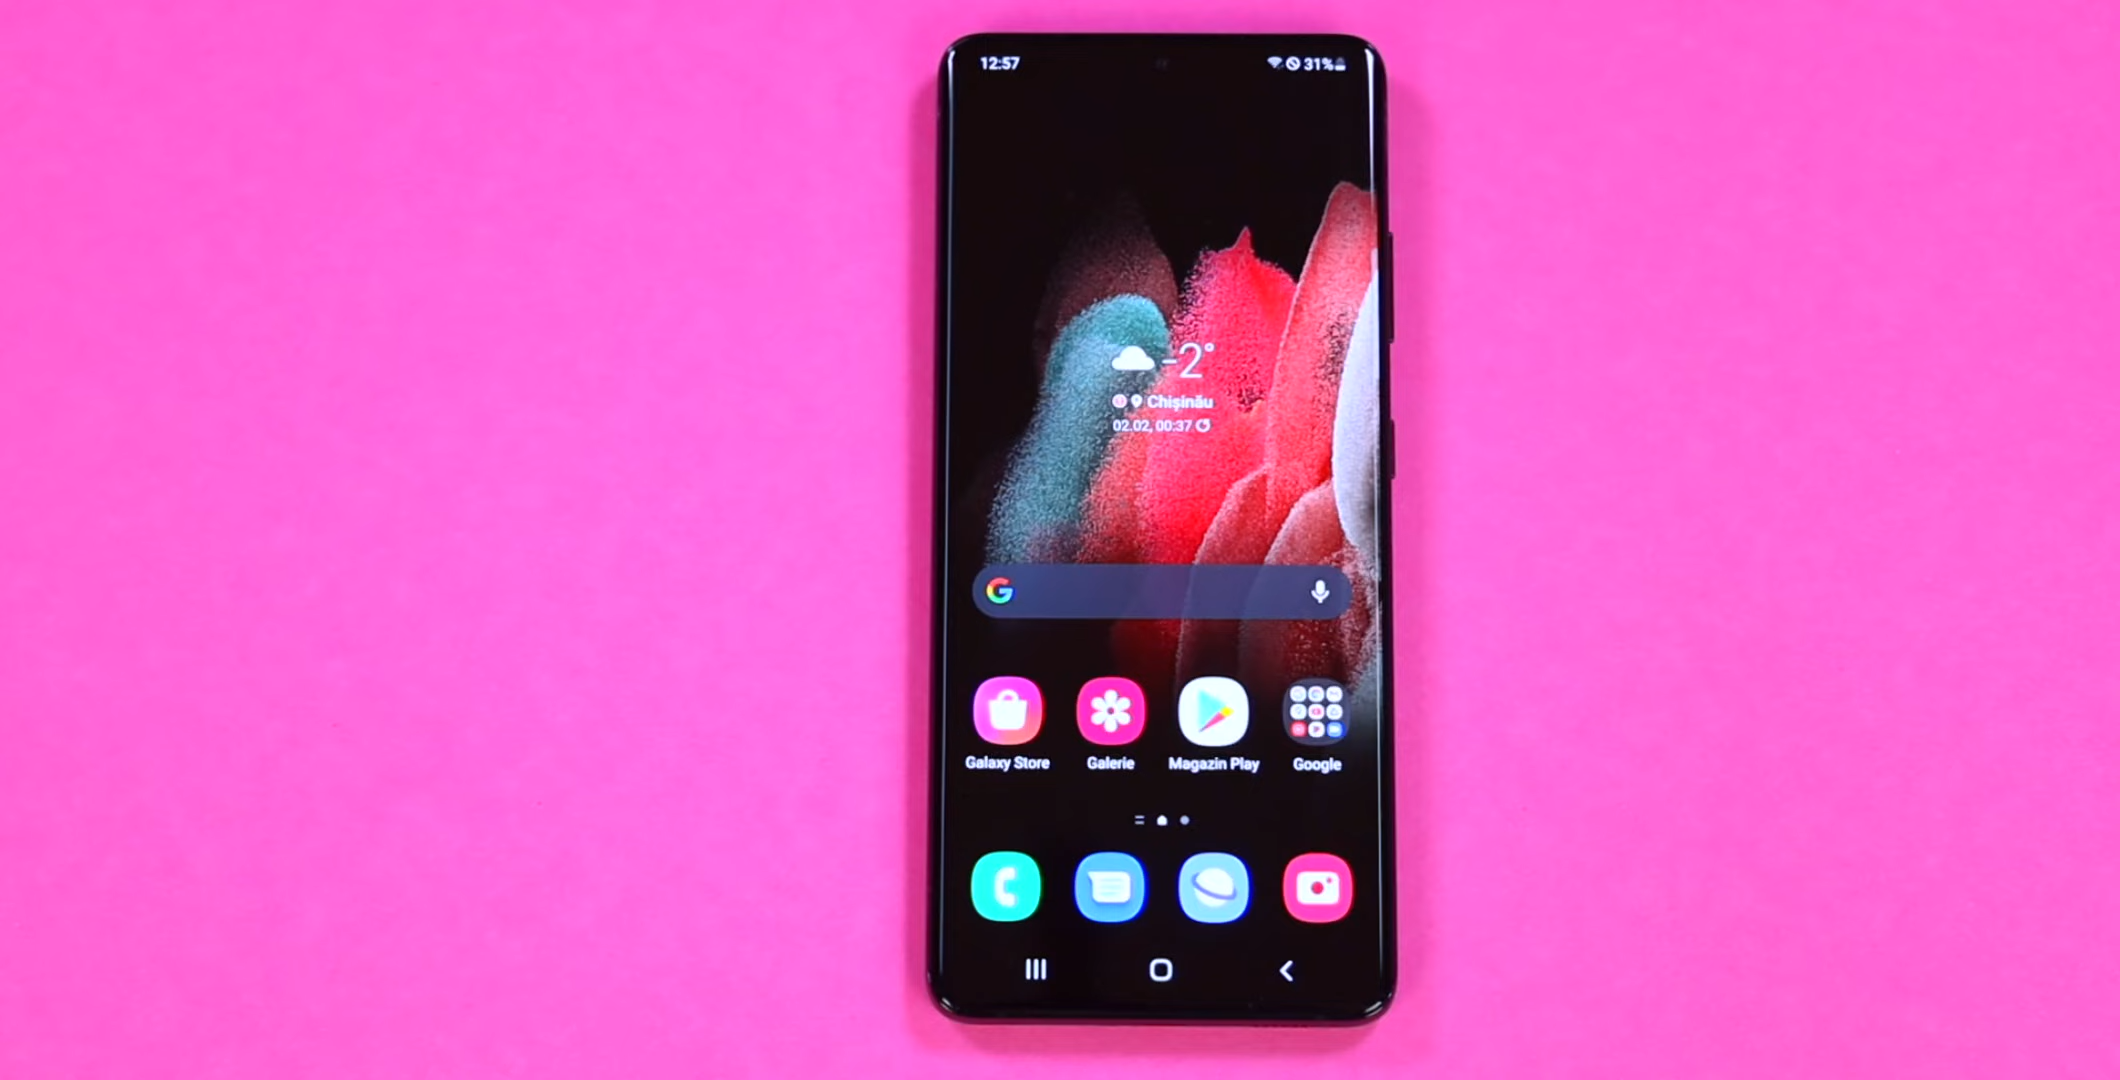 12:57
31%
-2°
Chișinău
02.02, 00:37
Galaxy Store
Galerie
Magazin Play
Google